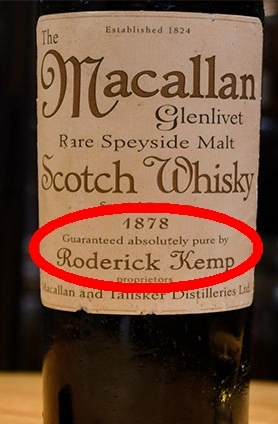 Established 1824
The
Macallan
Glenlivet
Rare Speyside Malt
Scotch Whisky
1878
Guaranteed absolutely pure by
Roderick Kemp
proprietors
Macallan and Talisker Distilleries Ltd.